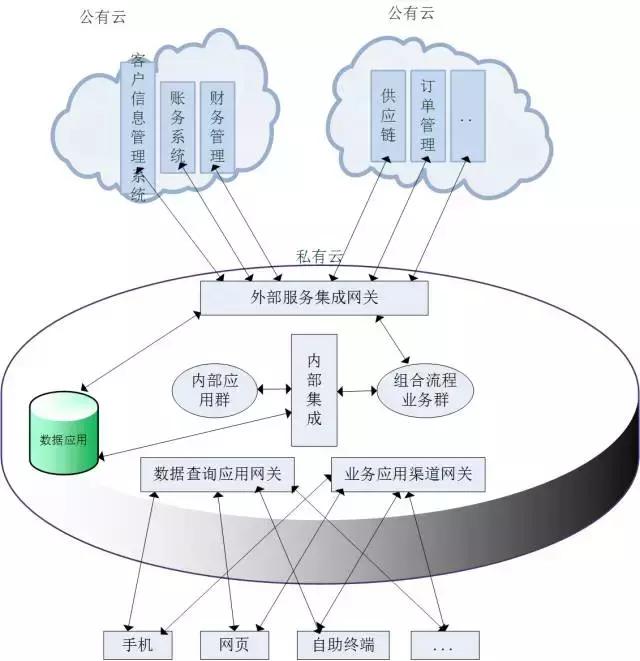 公有云
公有云
客户信息管理系统
账务系统
财务管理
供应链
订单管理
..
私有云
外部服务集成网关
内部应
用群
内部集成
组合流程
业务群
数据应用
数据查询应用网关
业务应用渠道网关
手机
网页
自助终端
...